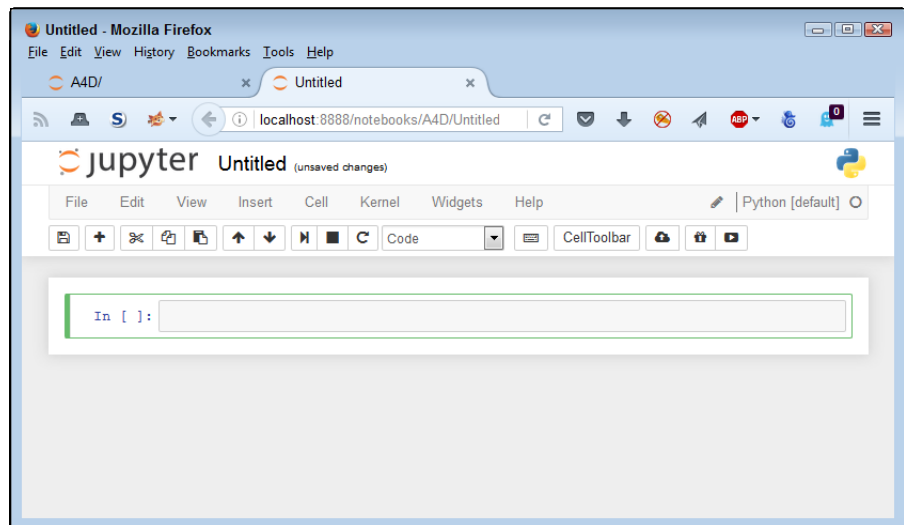 Untitled - Mozilla Firefox
File Edit View History Bookmarks Tools Help
A4D/ × Untitled ×
S) i localhost:8888/notebooks/A4D/Untitled ABP 0
jupyter Untitled (unsaved changes)
File Edit View Insert Cell Kernel Widgets Help Python [default]
Code CellToolbar
In [ ]: